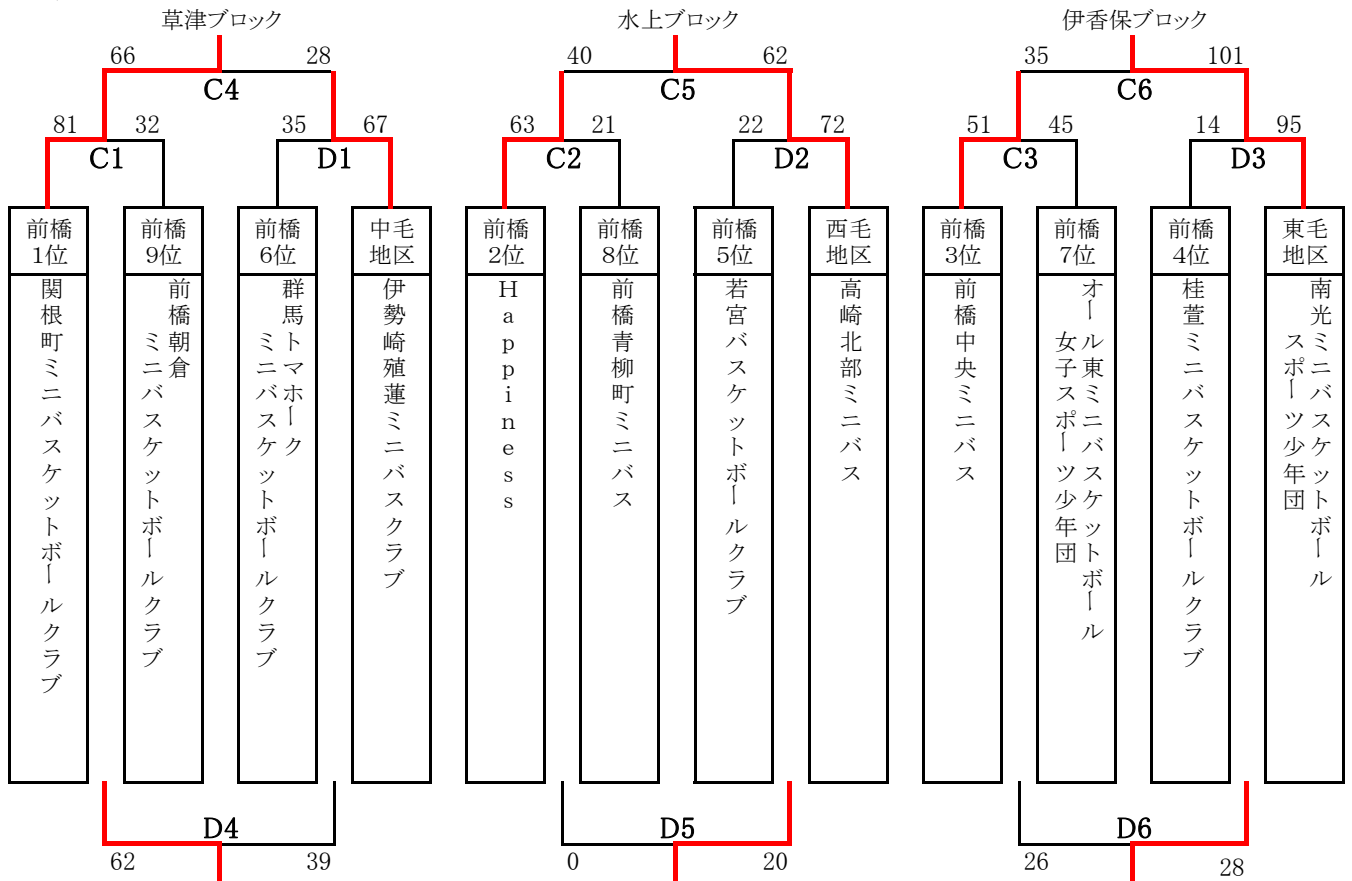 草津ブロック
水上ブロック
伊香保ブロック
66 28
40 62
35 101
C4
C5
C6
81 32 35 67
63 21 22 72
51 45 14 95
C1 D1
C2 D2
C3 D3
前橋
1位
関根町ミニバスケットボールクラブ
前橋
9位
前橋朝倉
ミニバスケットボールクラブ
前橋
6位
群馬トマホーク
ミニバスケットボールクラブ
中毛
地区
伊勢崎殖蓮ミニバスクラブ
前橋
2位
Happiness
前橋
8位
前橋青柳町ミニバス
前橋
5位
若宮バスケットボールクラブ
西毛
地区
高崎北部ミニバス
前橋
3位
前橋中央ミニバス
前橋
7位
オール東ミニバスケットボール
女子スポーツ少年団
前橋
4位
桂萱ミニバスケットボールクラブ
東毛
地区
南光ミニバスケットボール
スポーツ少年団
D4
D5
D6
62 39
0 20
26 28